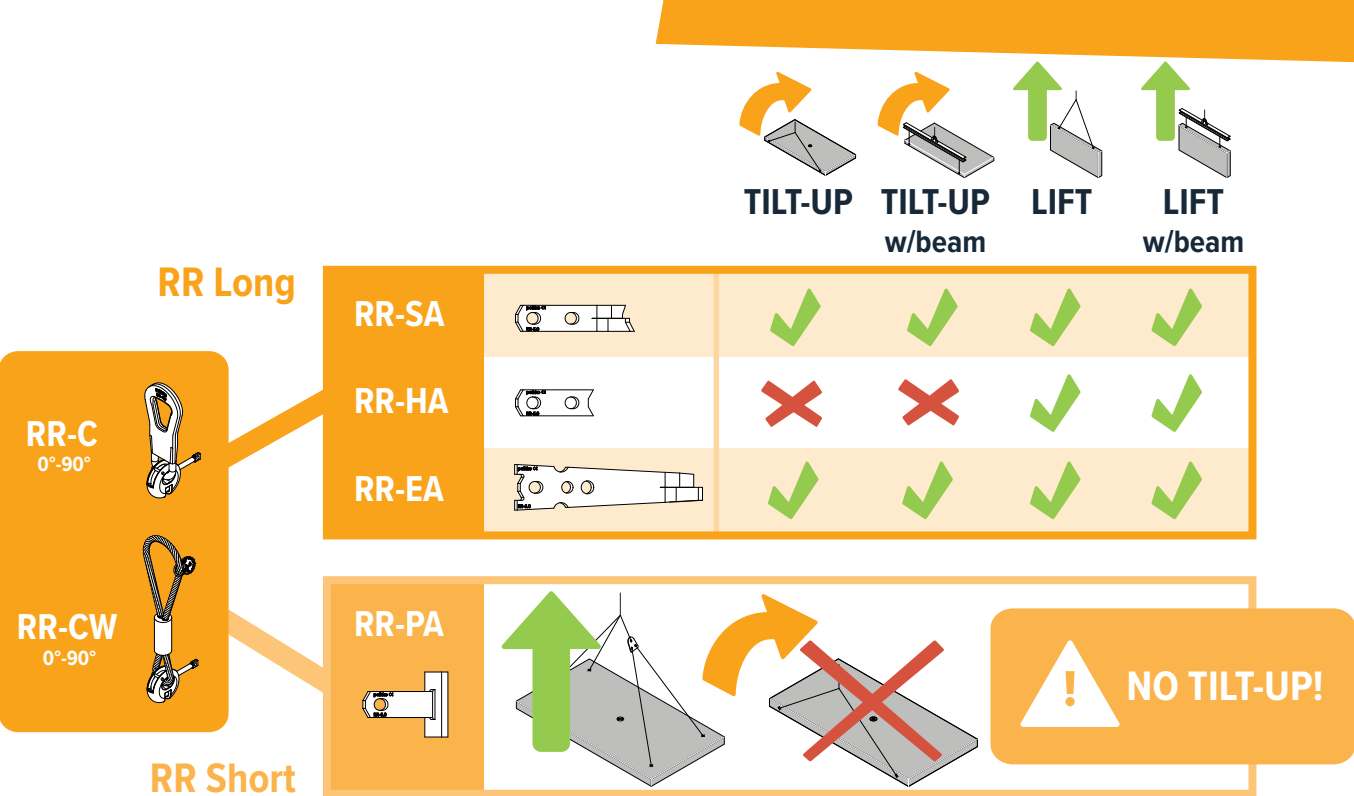 TILT-UP
TILT-UP
w/beam
LIFT
LIFT
w/beam
RR Long
RR-SA
RR-HA
RR-EA
RR-C
0°-90°
RR-CW
0°-90°
RR-PA
! NO TILT-UP!
RR Short